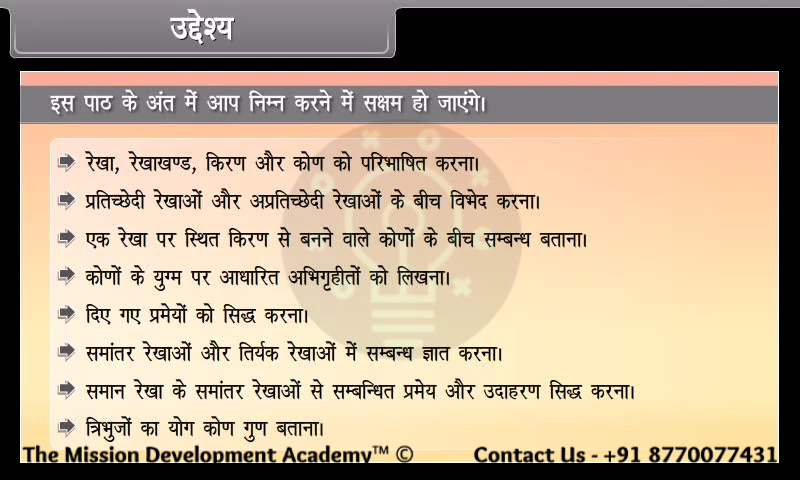 उद्देश्य
इस पाठ के अंत में आप निम्न करने में सक्षम हो जाएंगे।
रेखा, रेखाखण्ड, किरण और कोण को परिभाषित करना।
प्रतिच्छेदी रेखाओं और अप्रतिच्छेदी रेखाओं के बीच विभेद करना।
एक रेखा पर स्थित किरण से बनने वाले कोणों के बीच सम्बन्ध बताना।
कोणों के युग्म पर आधारित अभिगृहीतों को लिखना।
दिए गए प्रमेयों को सिद्ध करना।
समांतर रेखाओं और तिर्यक रेखाओं में सम्बन्ध ज्ञात करना।
समान रेखा के समांतर रेखाओं से सम्बन्धित प्रमेय और उदाहरण सिद्ध करना।
त्रिभुजों का योग कोण गुण बताना।
The Mission Development Academy™ © Contact Us - +91 8770077431